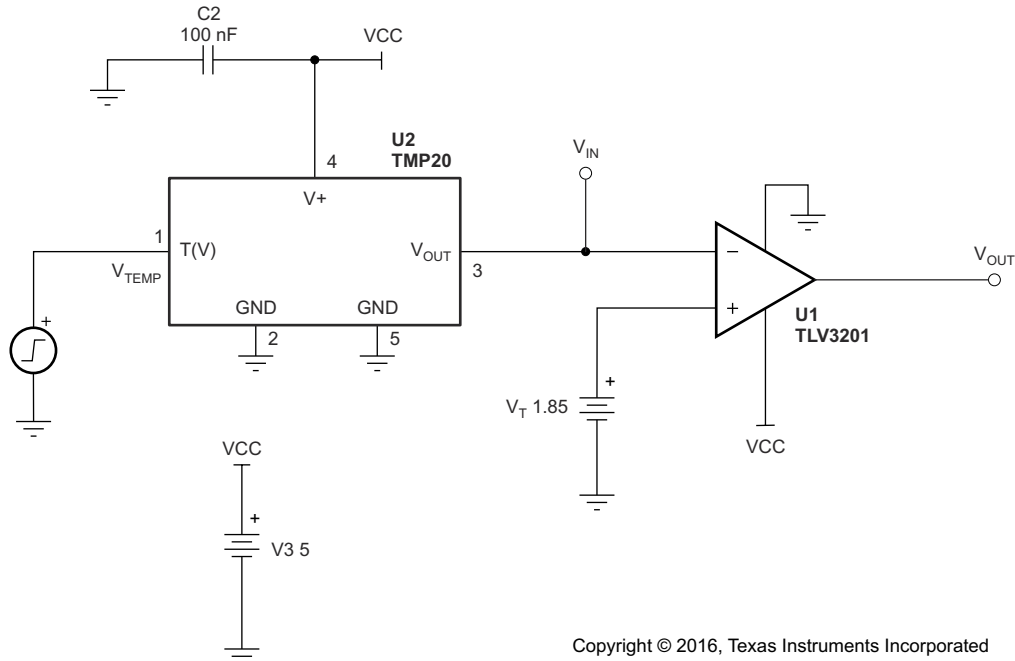 C2
100 nF
VCC
U2
TMP20
4
V+
V_IN
1
T(V)
V_OUT
3
V_TEMP
GND
GND
2
5
+
−
+
V_OUT
U1
TLV3201
+
V_T 1.85
VCC
VCC
+
V3 5
Copyright © 2016, Texas Instruments Incorporated